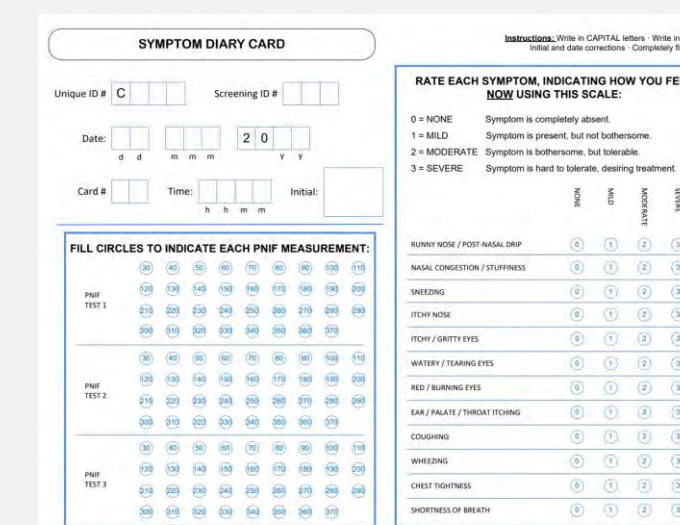 SYMPTOM DIARY CARD
Instructions: Write in CAPITAL letters · Write in
Initial and date corrections · Completely
Unique ID # C
Screening ID #
Date: 2 0
d d m m m y y
Card # Time: Initial:
h h m m
FILL CIRCLES TO INDICATE EACH PNIF MEASUREMENT:
PNIF
TEST 1
30 40 50 60 70 80 90 100 110
120 130 140 150 160 170 180 190 200
210 220 230 240 250 260 270 280 290
300 310 320 330 340 350 360 370
PNIF
TEST 2
30 40 50 60 70 80 90 100 110
120 130 140 150 160 170 180 190 200
210 220 230 240 250 260 270 280 290
300 310 320 330 340 350 360 370
PNIF
TEST 3
30 40 50 60 70 80 90 100 110
120 130 140 150 160 170 180 190 200
210 220 230 240 250 260 270 280 290
300 310 320 330 340 350 360 370
RATE EACH SYMPTOM, INDICATING HOW YOU
NOW USING THIS SCALE:
0 = NONE Symptom is completely absent.
1 = MILD Symptom is present, but not bothersome.
2 = MODERATE Symptom is bothersome, but tolerable.
3 = SEVERE Symptom is hard to tolerate, desiring treatment
NONE MILD MODERATE SEVERE
RUNNY NOSE / POST-NASAL DRIP 0 1 2 3
NASAL CONGESTION / STUFFINESS 0 1 2 3
SNEEZING 0 1 2 3
ITCHY NOSE 0 1 2 3
ITCHY / GRITTY EYES 0 1 2 3
WATERY / TEARING EYES 0 1 2 3
RED / BURNING EYES 0 1 2 3
EAR / PALATE / THROAT ITCHING 0 1 2 3
COUGHING 0 1 2 3
WHEEZING 0 1 2 3
CHEST TIGHTNESS 0 1 2 3
SHORTNESS OF BREATH 0 1 2 3